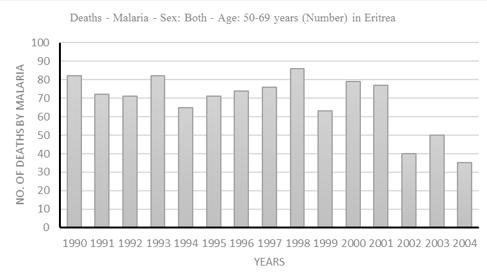 Deaths - Malaria - Sex: Both - Age: 50-69 years (Number) in Eritrea
NO. OF DEATHS BY MALARIA
100
90
80
70
60
50
40
30
20
10
0
1990 1991 1992 1993 1994 1995 1996 1997 1998 1999 2000 2001 2002 2003 2004
YEARS